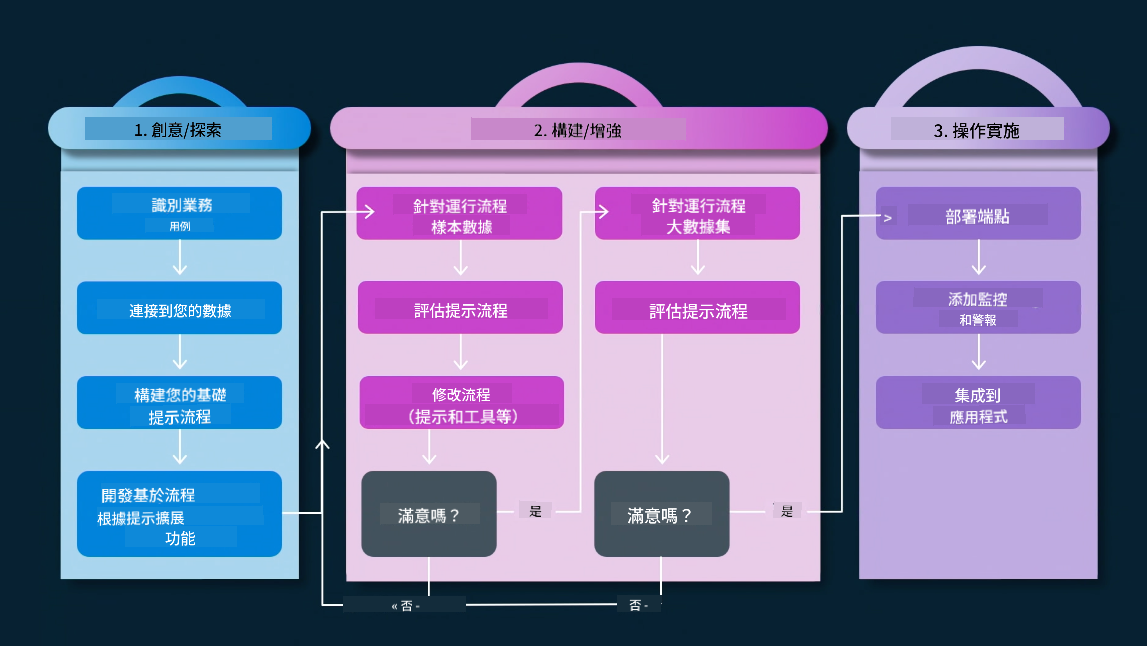 1. 創意/探索
識別業務
用例
連接到您的數據
構建您的基礎
提示流程
開發基於流程
根據提示擴展
功能
2. 構建/增強
針對運行流程
樣本數據
評估提示流程
修改流程
（提示和工具等）
滿意嗎？
是
« 否 -
針對運行流程
大數據集
評估提示流程
滿意嗎？
是
否 -
3. 操作實施
> 部署端點
添加監控
和警報
集成到
應用程式